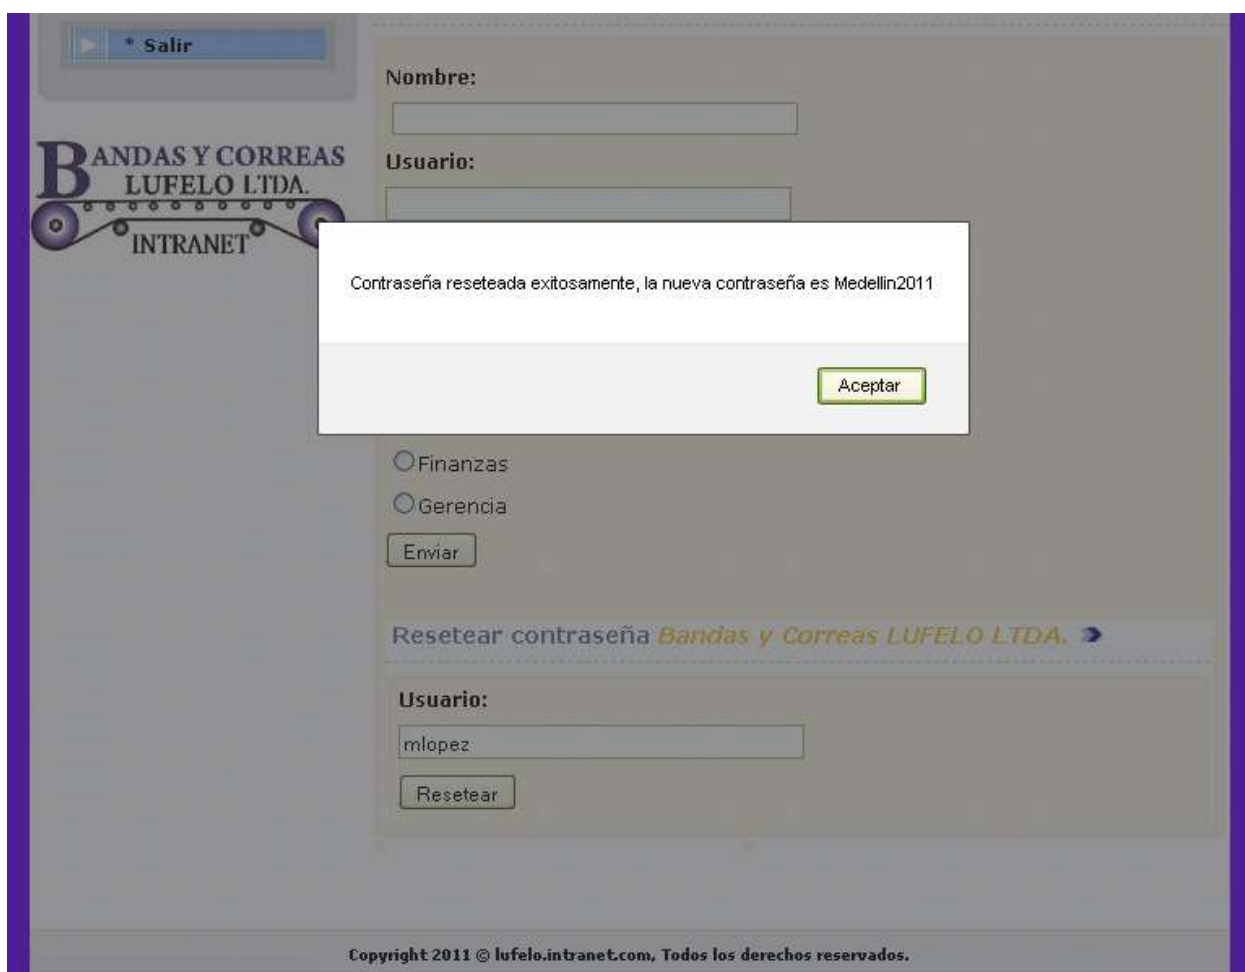 * Salir
Nombre:
BANDAS Y CORREAS
LUFELO LTDA.
INTRANET
Usuario:
Contraseña reseteada exitosamente, la nueva contraseña es Medellin2011
Aceptar
Finanzas
Gerencia
Enviar
Resetear contraseña Bandas y Correas LUFELO LTDA.
Usuario:
mlopez
Resetear
Copyright 2011 © lufelo.intranet.com, Todos los derechos reservados.